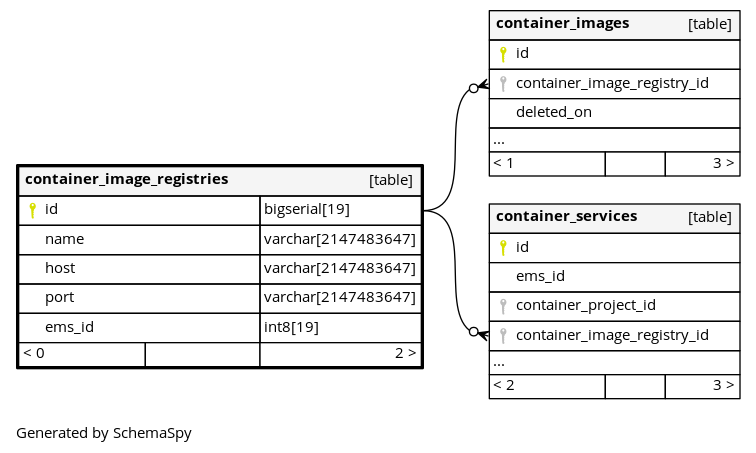 container_images [table]
id
container_image_registry_id
deleted_on
...
< 1 3 >
container_image_registries [table]
id bigserial[19]
name varchar[2147483647]
host varchar[2147483647]
port varchar[2147483647]
ems_id int8[19]
< 0 2 >
container_services [table]
id
ems_id
container_project_id
container_image_registry_id
...
< 2 3 >
Generated by SchemaSpy